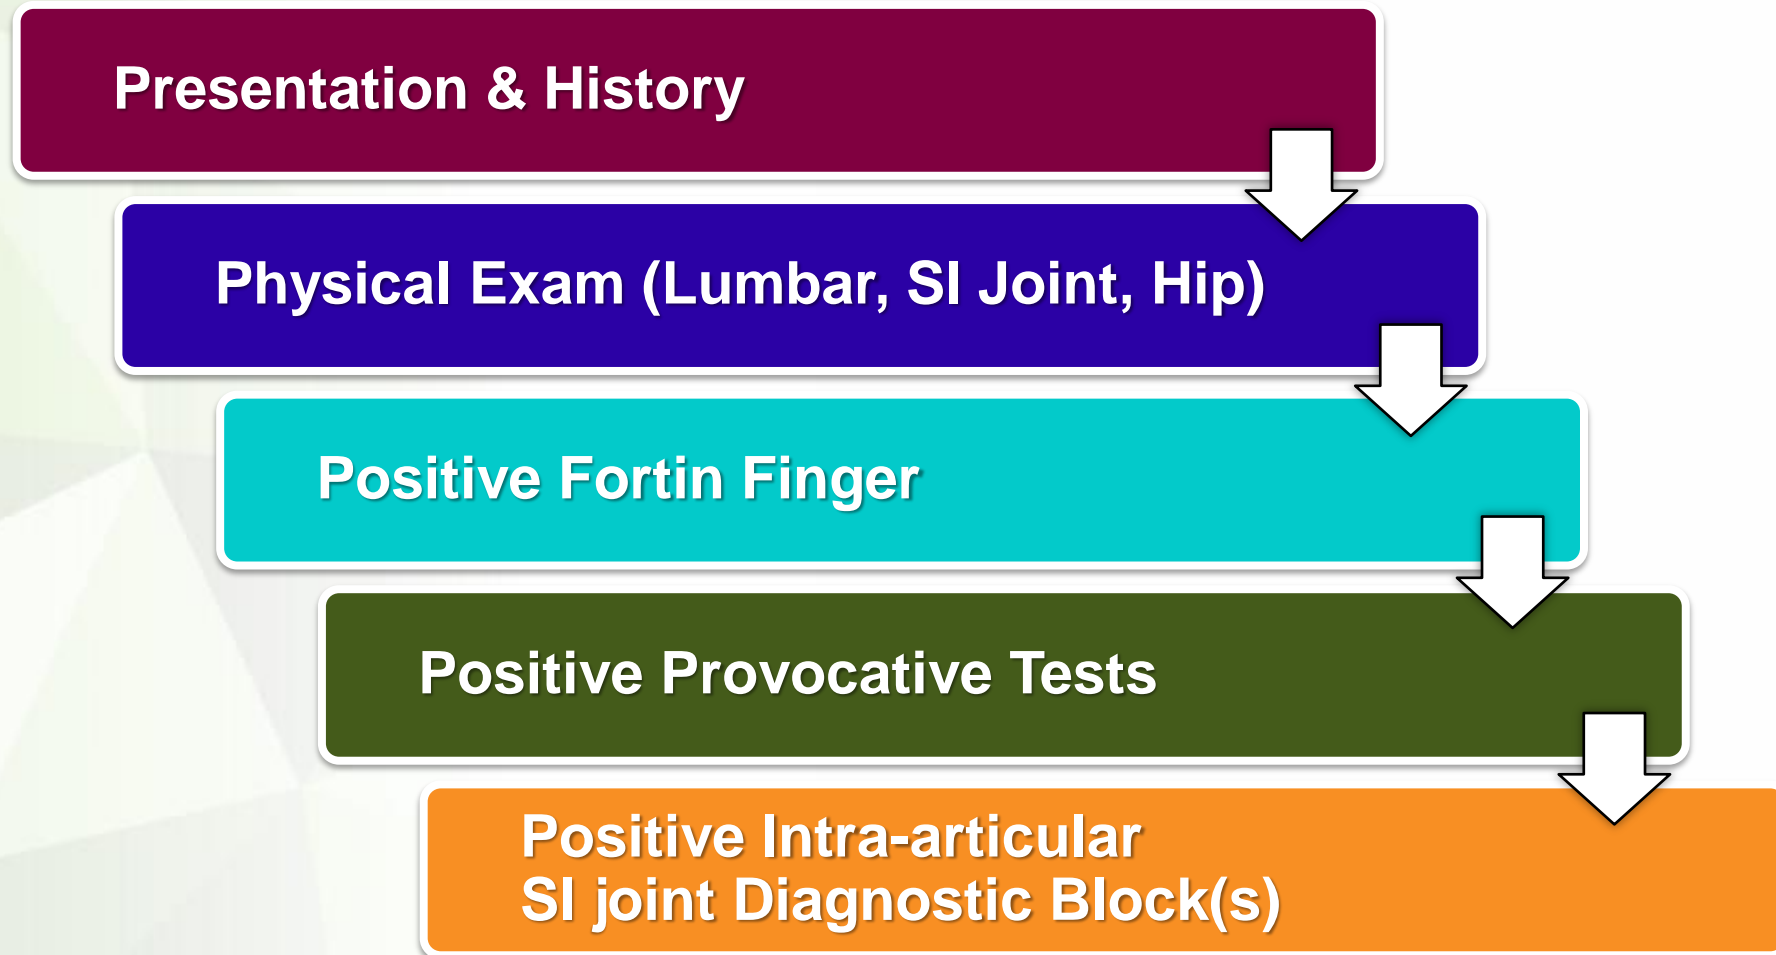 Presentation & History
Physical Exam (Lumbar, SI Joint, Hip)
Positive Fortin Finger
Positive Provocative Tests
Positive Intra-articular
SI joint Diagnostic Block(s)